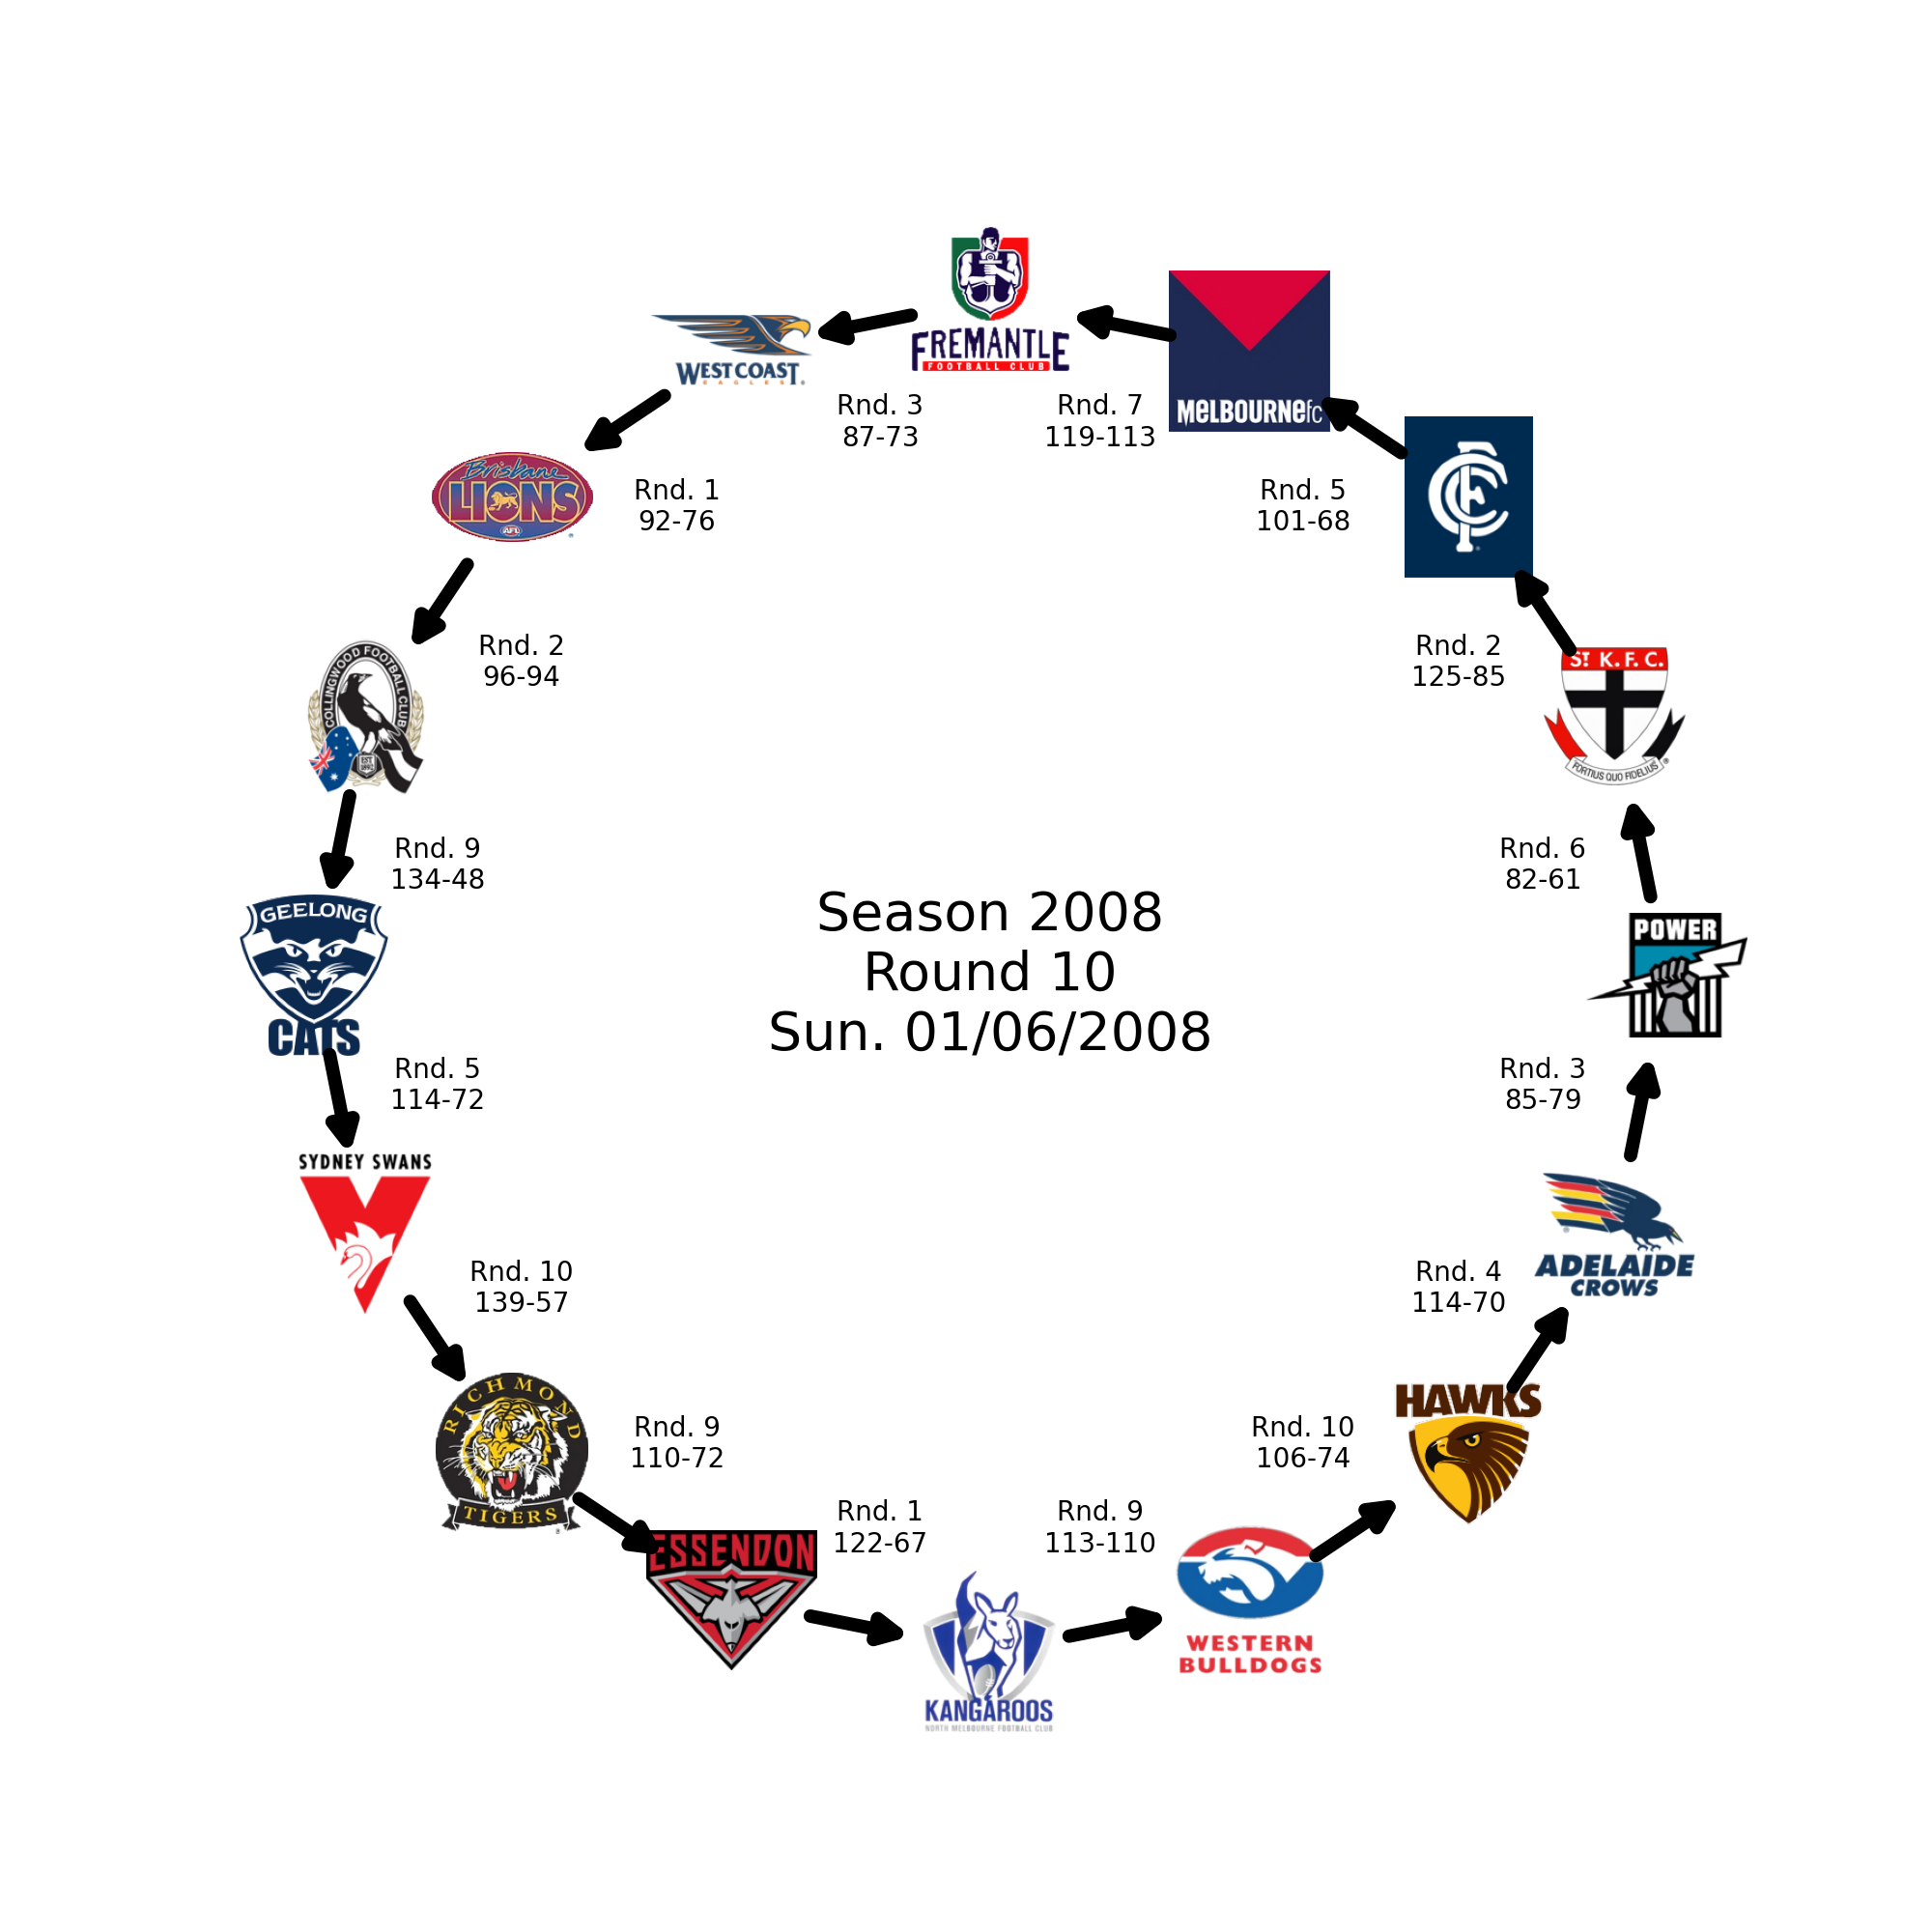 FREMANTLE
FOOTBALL CLUB
WEST COAST
EAGLES
MELBOURNEfc
Rnd. 3
87-73
Rnd. 7
119-113
Brisbane
LIONS
AFL
Rnd. 1
92-76
Rnd. 5
101-68
CFC
COLLINGWOOD FOOTBALL CLUB
EST
1892
Rnd. 2
96-94
Rnd. 2
125-85
ST K.F.C.
FORTIUS QUO FIDELIUS
Rnd. 9
134-48
Rnd. 6
82-61
GEELONG
CATS
Season 2008
Round 10
Sun. 01/06/2008
POWER
Rnd. 5
114-72
Rnd. 3
85-79
SYDNEY SWANS
ADELAIDE
CROWS
Rnd. 10
139-57
Rnd. 4
114-70
RICHMOND
TIGERS
Rnd. 9
110-72
Rnd. 10
106-74
HAWKS
ESSENDON
Rnd. 1
122-67
Rnd. 9
113-110
KANGAROOS
NORTH MELBOURNE FOOTBALL CLUB
WESTERN
BULLDOGS